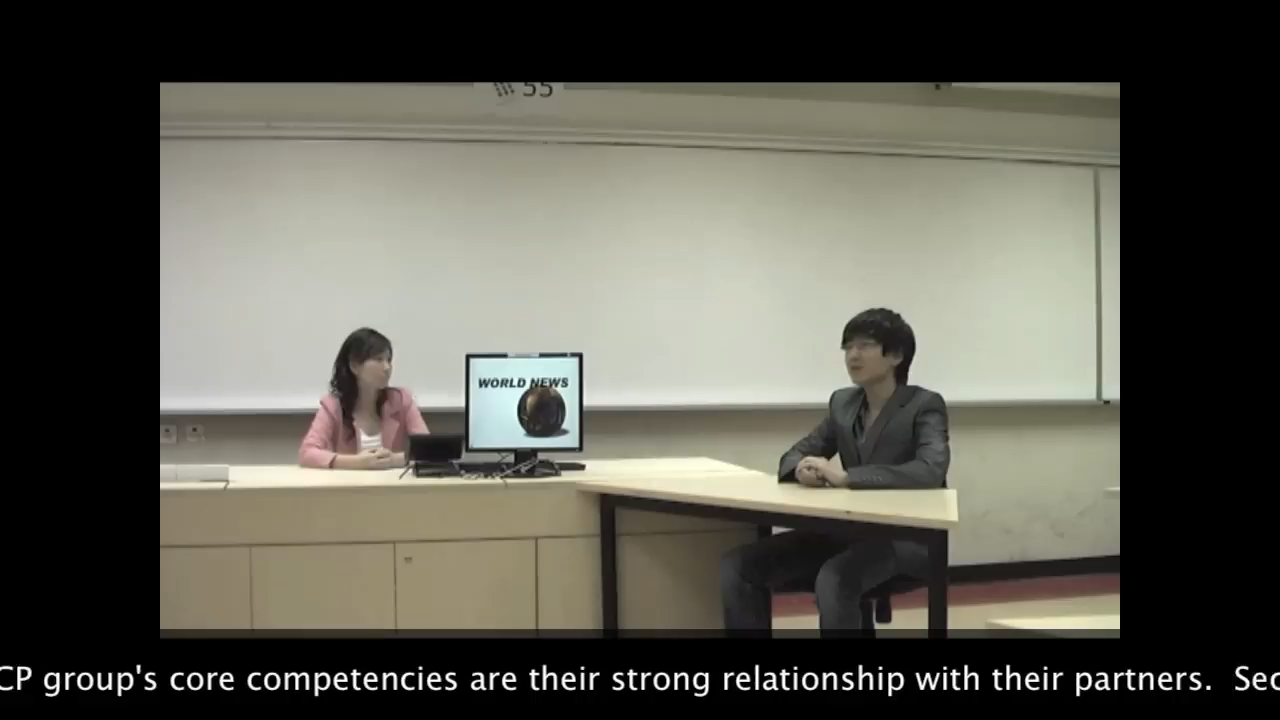 55
WORLD NEWS
CP group's core competencies are their strong relationship with their partners. Sec